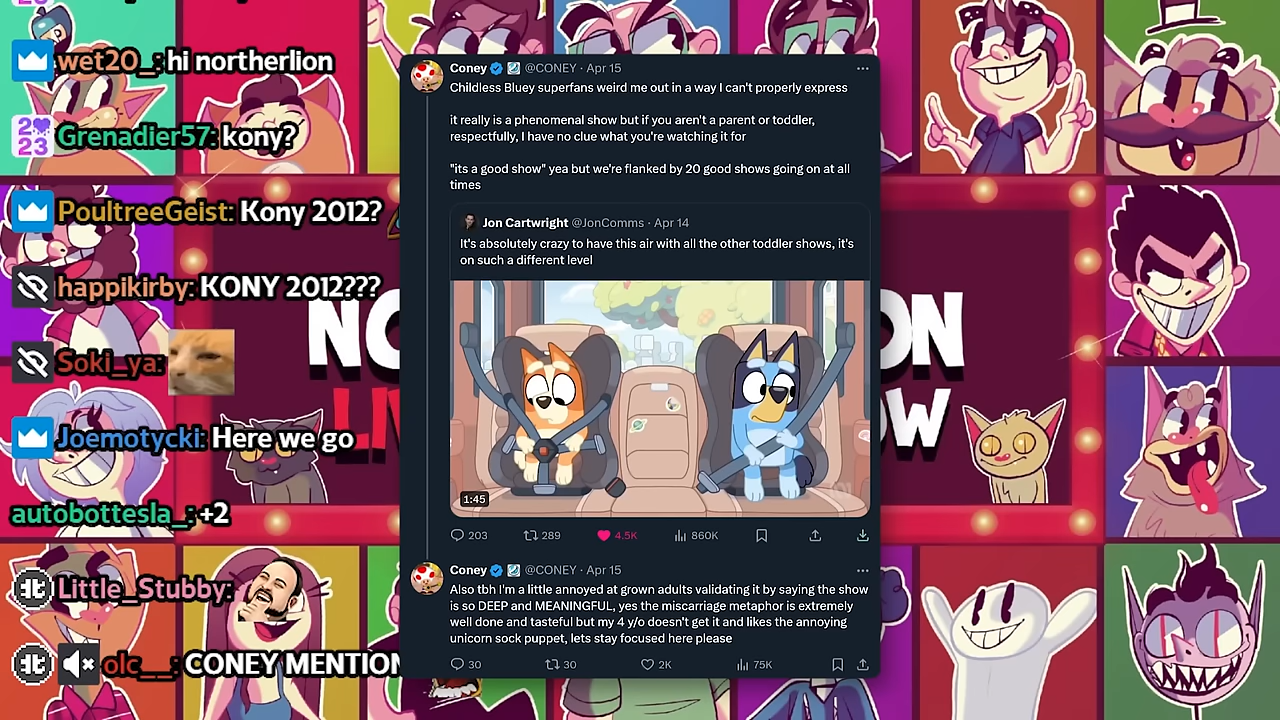 wet20_: hi northerlion
Grenadier57: kony?
2 23
PoultreeGeist: Kony 2012?
happikirby: KONY 2012???
Soki_ya:
Joemotycki: Here we go
autobottesla_: +2
Little_Stubby:
olc__: CONEY MENTION
Coney @CONEY · Apr 15
Childless Bluey superfans weird me out in a way I can't properly express
it really is a phenomenal show but if you aren't a parent or toddler,
respectfully, I have no clue what you're watching it for
"its a good show" yea but we're flanked by 20 good shows going on at all
times
Jon Cartwright @JonComms · Apr 14
It's absolutely crazy to have this air with all the other toddler shows, it's
on such a different level
1:45
203 289 4.5K 860K
Coney @CONEY · Apr 15
Also tbh I'm a little annoyed at grown adults validating it by saying the show
is so DEEP and MEANINGFUL, yes the miscarriage metaphor is extremely
well done and tasteful but my 4 y/o doesn't get it and likes the annoying
unicorn sock puppet, lets stay focused here please
30 30 2K 75K
NO
ON
LI
OW